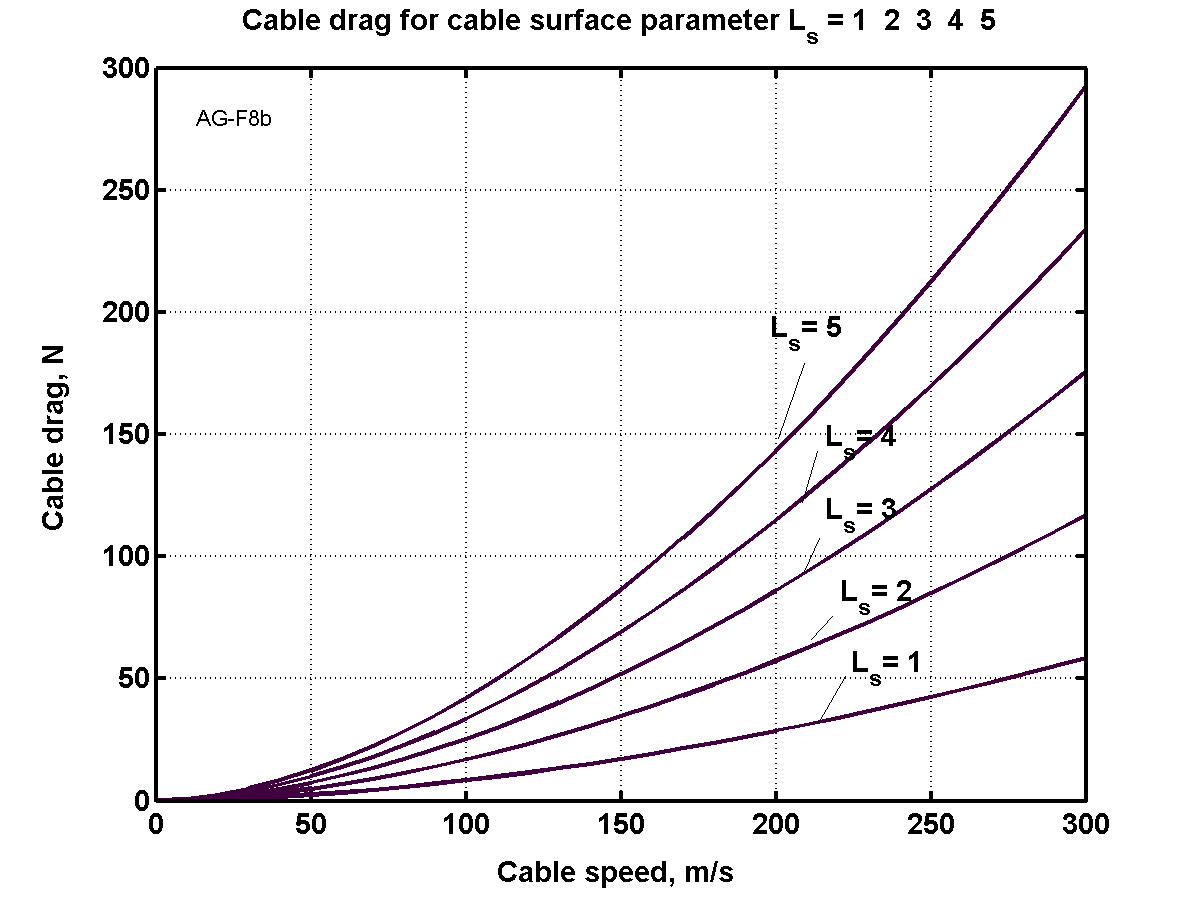 Cable drag for cable surface parameter Ls = 1 2 3 4 5
300
AG-F8b
250
200
Ls= 5
150
Ls= 4
Ls= 3
100
Ls= 2
Ls= 1
50
0
0 50 100 150 200 250 300
Cable drag, N
Cable speed, m/s